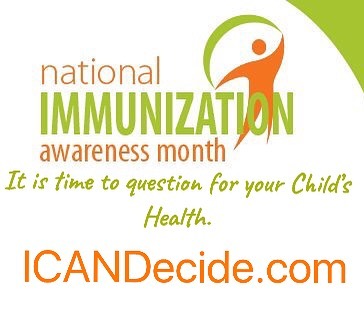 national
IMMUNIZATION
awareness month
It is time to question for your Child's
Health.
ICANDecide.com